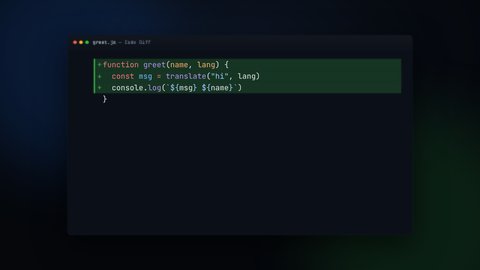 greet.js — Code Diff
+function greet(name, lang) {
+  const msg = translate("hi", lang)
+  console.log(`${msg} ${name}`)
}